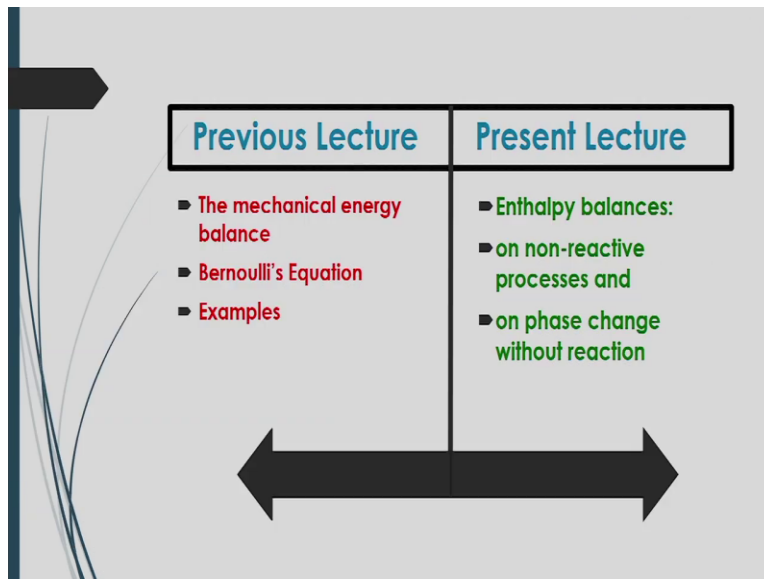 Previous Lecture
The mechanical energy
balance
Bernoulli's Equation
Examples
Present Lecture
Enthalpy balances:
on non-reactive
processes and
on phase change
without reaction